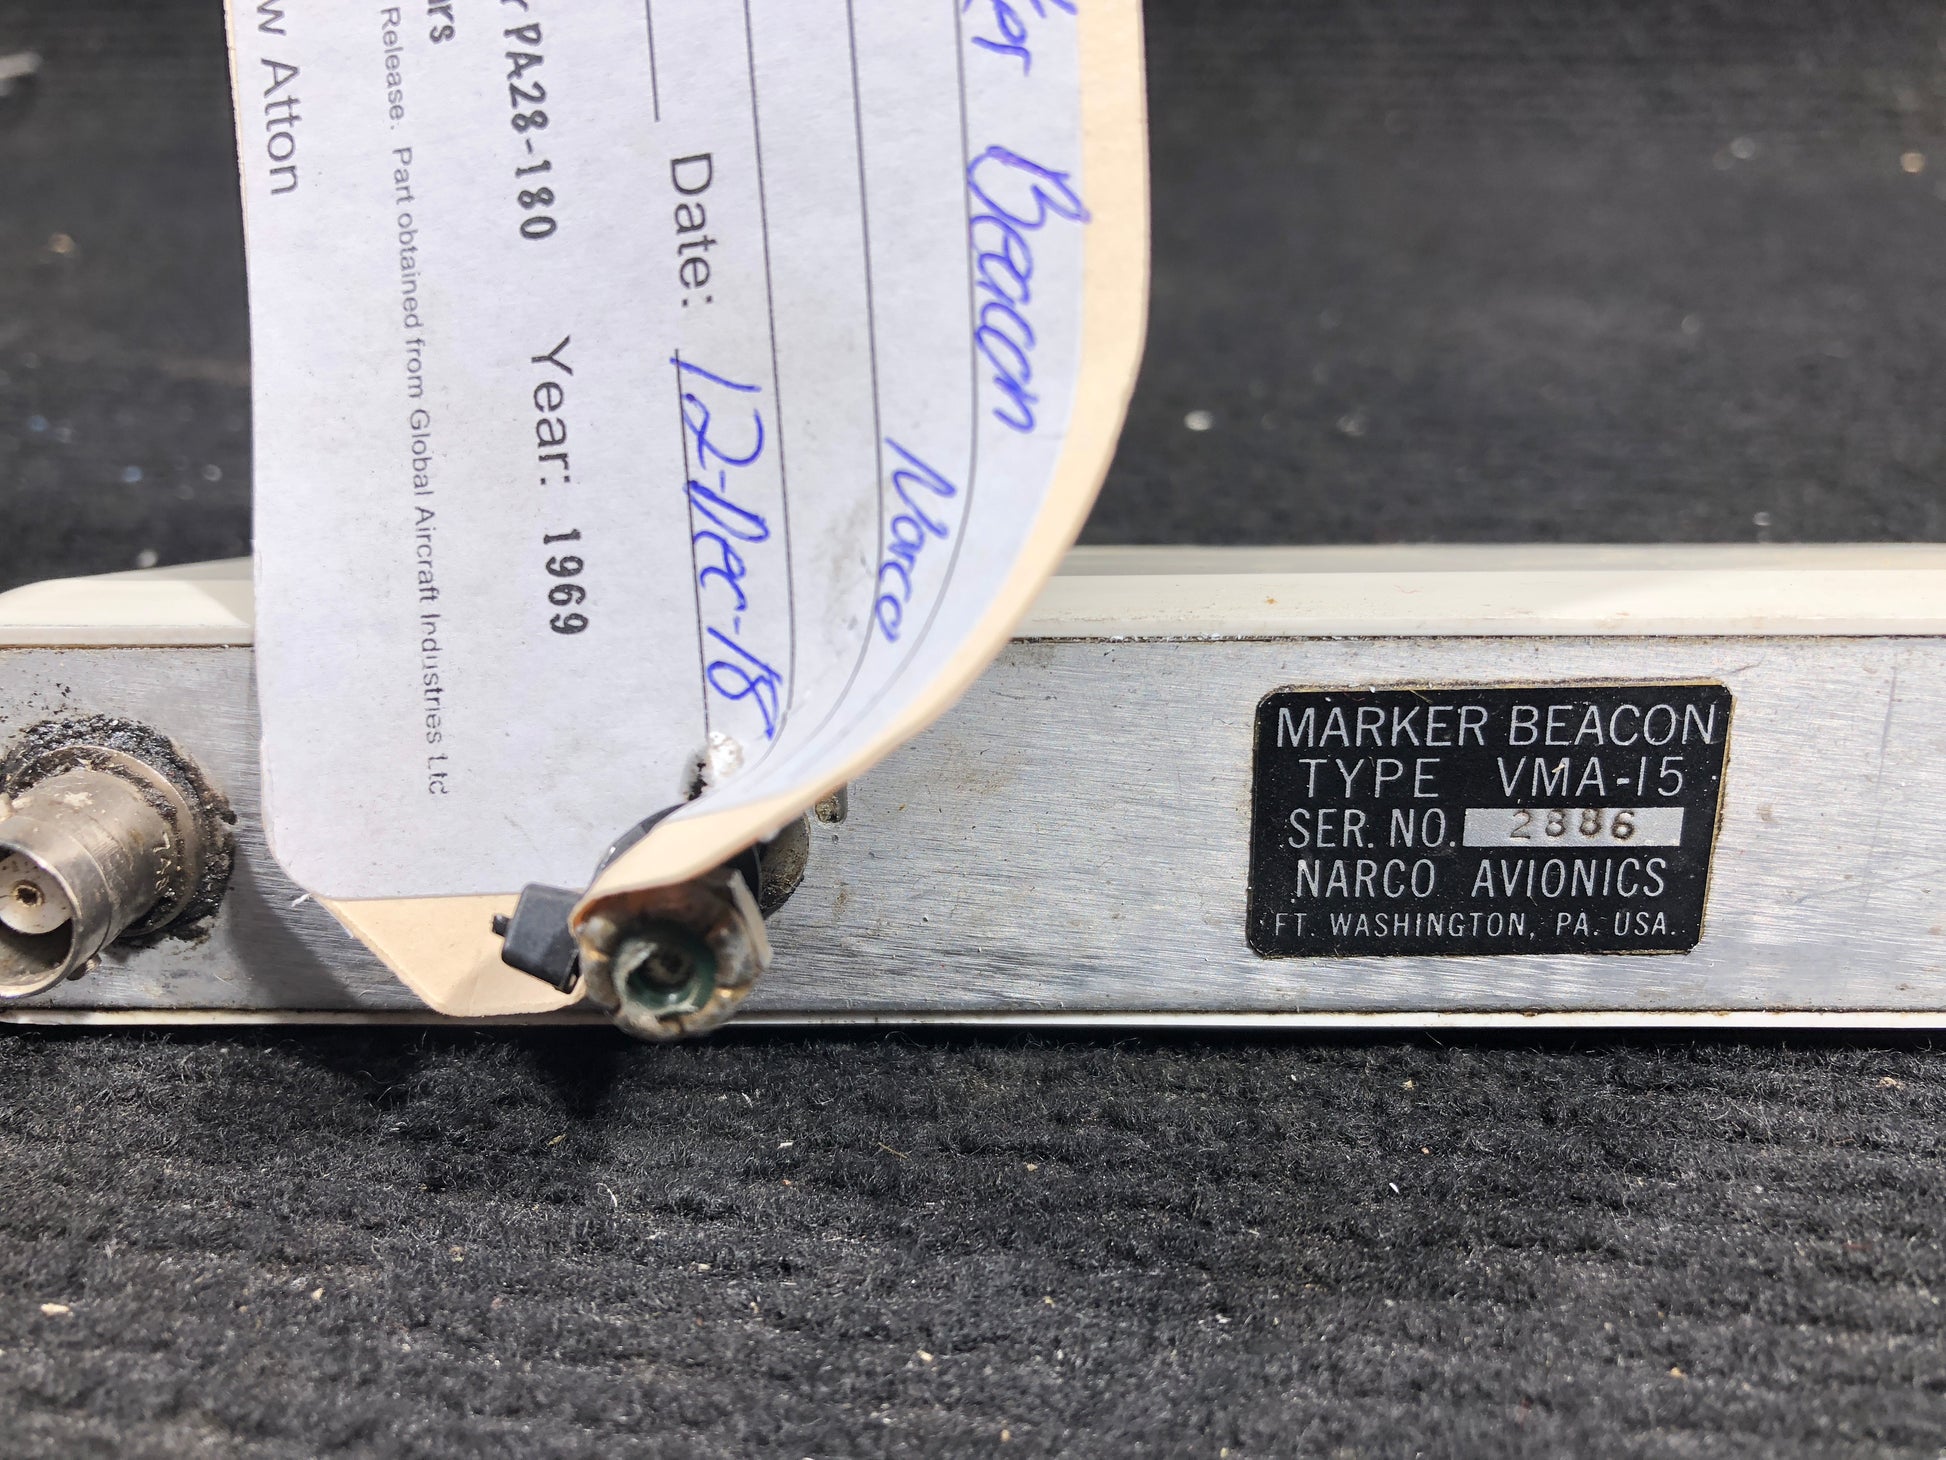 Beacon
Narco
Date: 12-Dec-18
PA28-180 Year: 1969
Release. Part obtained from Global Aircraft Industries Ltd
Atton
MARKER BEACON
TYPE VMA-15
SER. NO. 2886
NARCO AVIONICS
FT. WASHINGTON, PA. USA.